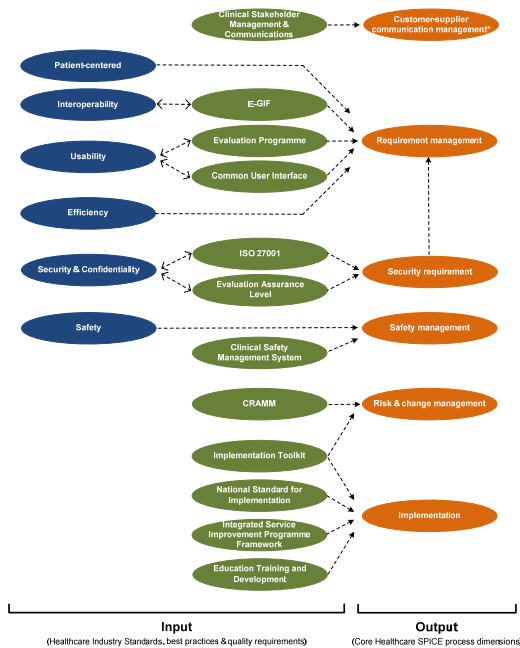 Clinical Stakeholder
Management &
Communications
Customer-supplier
communication management*
Patient-centered
Interoperability
E-GIF
Evaluation Programme
Requirement management
Usability
Common User Interface
Efficiency
ISO 27001
Security & Confidentiality
Security requirement
Evaluation Assurance
Level
Safety
Safety management
Clinical Safety
Management System
CRAMM
Risk & change management
Implementation Toolkit
National Standard for
Implementation
Implementation
Integrated Service
Improvement Programme
Framework
Education Training and
Development
Input
(Healthcare Industry Standards, best practices & quality requirements)
Output
(Core Healthcare SPICE process dimensions)